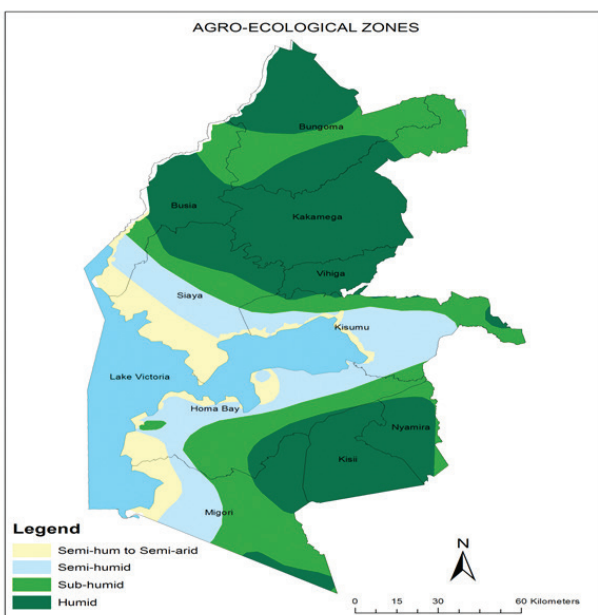 AGRO-ECOLOGICAL ZONES
Bungoma
Busia
Kakamega
Vihiga
Siaya
Kisumu
Lake Victoria
Homa Bay
Nyamira
Kisii
Migori
Legend
Semi-hum to Semi-arid
Semi-humid
Sub-humid
Humid
N
0 15 30 60 Kilometers